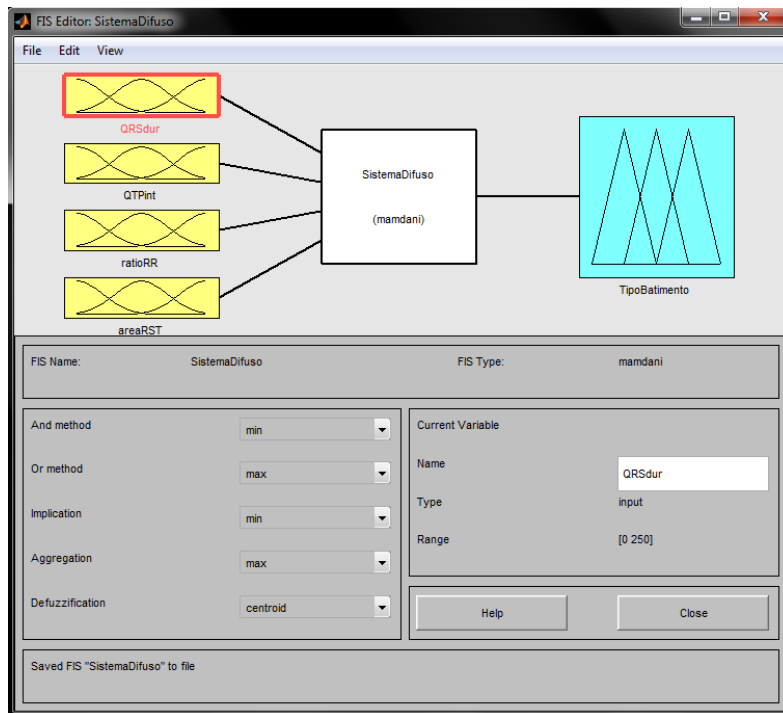 FIS Editor: SistemaDifuso
File Edit View
QRSdur
QTPint
ratioRR
areaRST
SistemaDifuso
(mamdani)
TipoBatimento
FIS Name: SistemaDifuso FIS Type: mamdani
And method min
Or method max
Implication min
Aggregation max
Defuzzification centroid
Current Variable
Name QRSdur
Type input
Range [0 250]
Help Close
Saved FIS "SistemaDifuso" to file